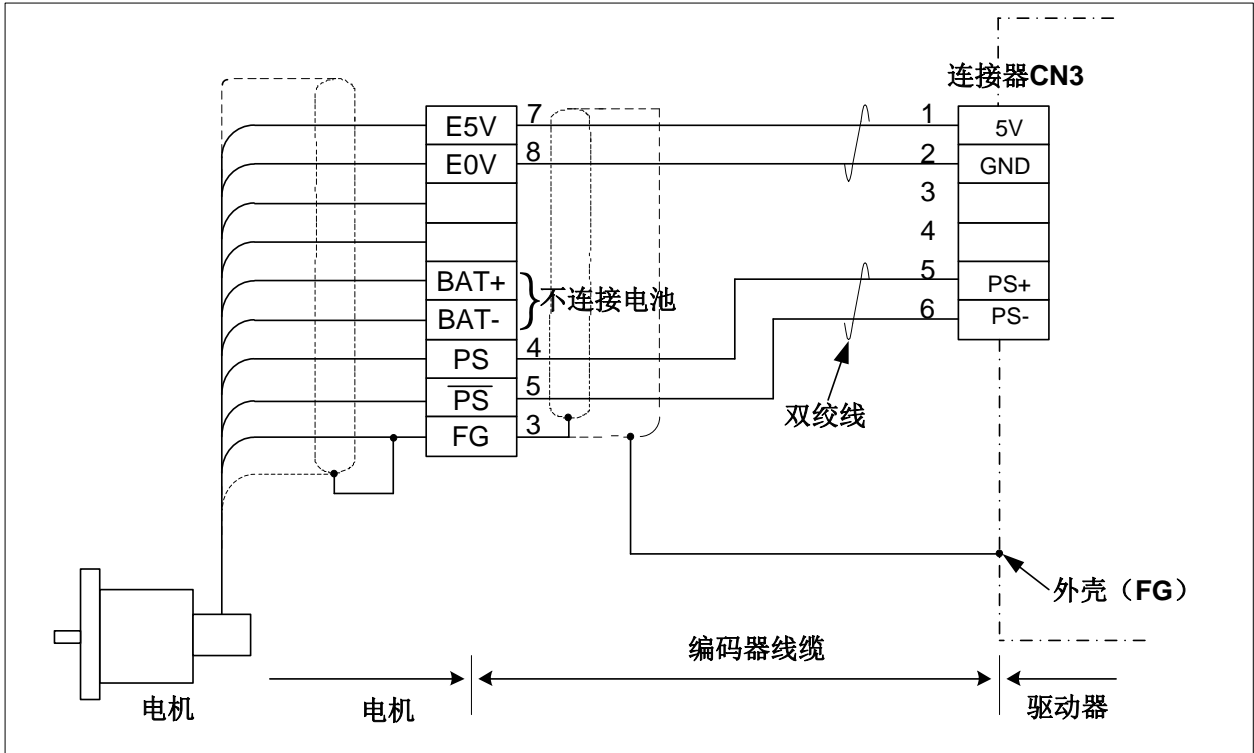 连接器CN3
E5V 7 1 5V
E0V 8 2 GND
3
4
BAT+ 5 PS+
不连接电池
BAT- 6 PS-
PS 4
P̅S̅ 5
双绞线
FG 3
外壳（FG）
编码器线缆
电机 电机 驱动器